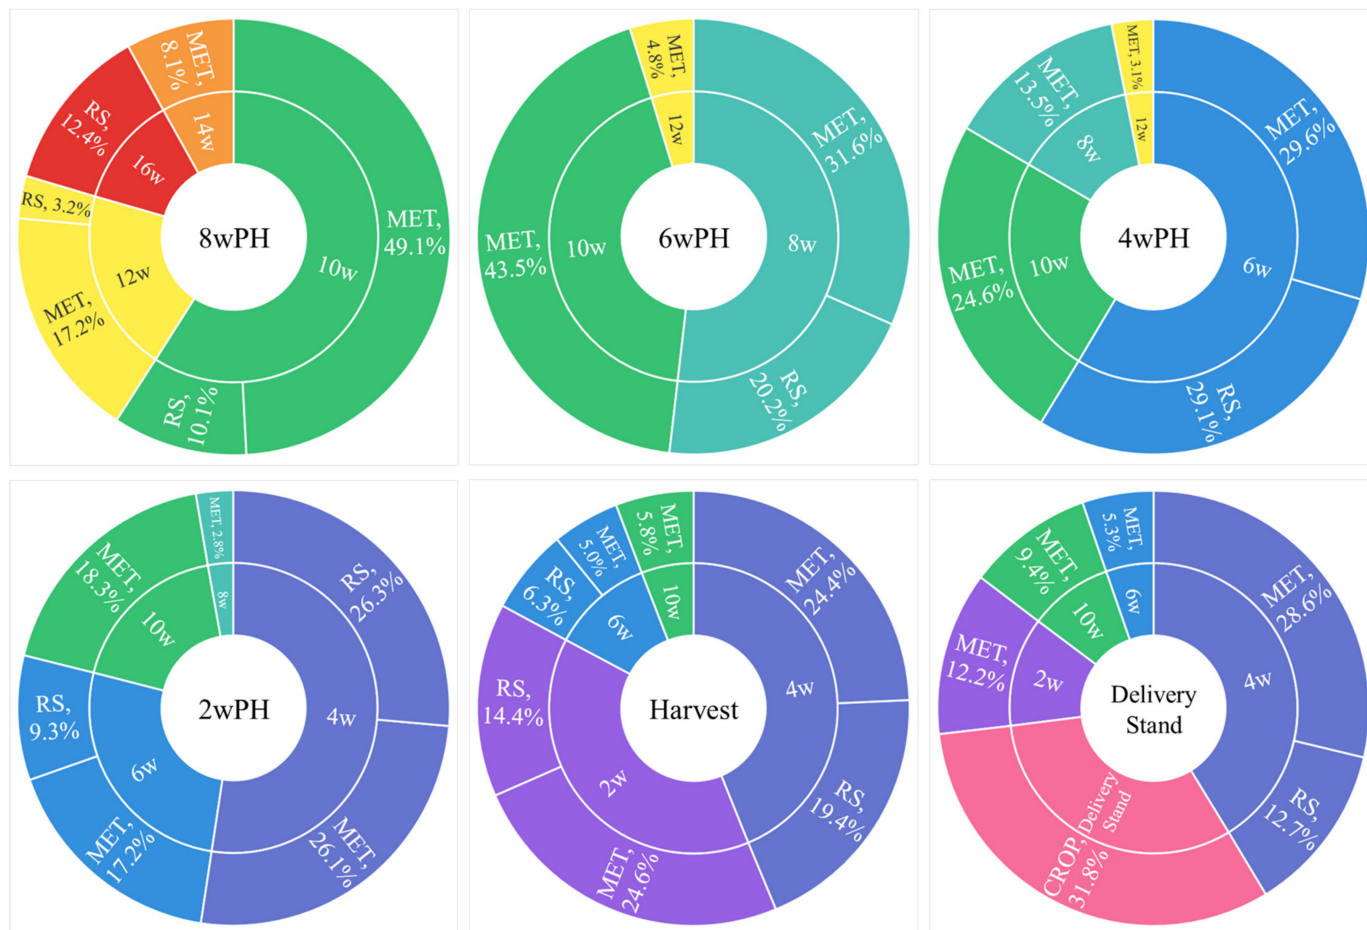 MET,
8.1%
RS,
12.4%
14w
16w
RS, 3.2%
8wPH
MET,
49.1%
10w
12w
MET,
17.2%
RS,
10.1%
MET,
4.8%
12w
MET,
31.6%
MET,
43.5%
10w
6wPH
8w
RS,
20.2%
MET, 3.1%
MET,
13.5%
12w
8w
MET,
29.6%
4wPH
MET,
24.6%
10w
6w
RS,
29.1%
MET, 2.8%
MET,
18.3%
8w
RS,
26.3%
10w
RS,
9.3%
2wPH
4w
6w
MET,
17.2%
MET,
26.1%
MET,
5.8%
MET,
5.0%
RS,
6.3%
10w
6w
MET,
24.4%
4w
RS,
14.4%
Harvest
2w
RS,
19.4%
MET,
24.6%
MET,
5.3%
MET,
9.4%
6w
10w
MET,
28.6%
MET,
12.2%
2w
4w
Delivery
Stand
Delivery
Stand
RS,
12.7%
CROP,
31.8%